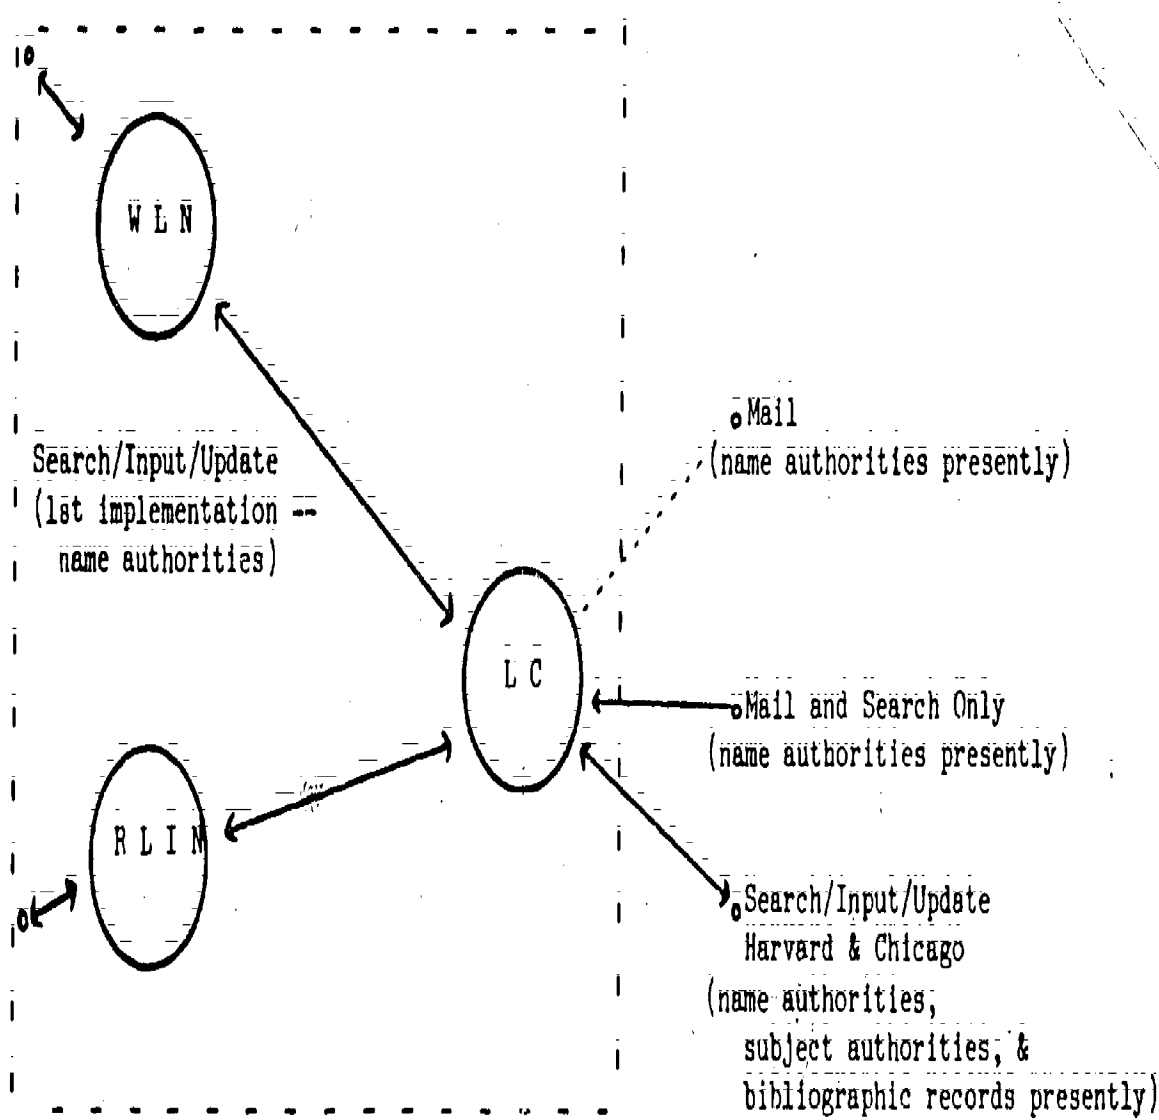 W L N
Search/Input/Update
(1st implementation --
name authorities)
L C
R L I N
Mail
(name authorities presently)
Mail and Search Only
(name authorities presently)
Search/Input/Update
Harvard & Chicago
(name authorities,
subject authorities, &
bibliographic records presently)